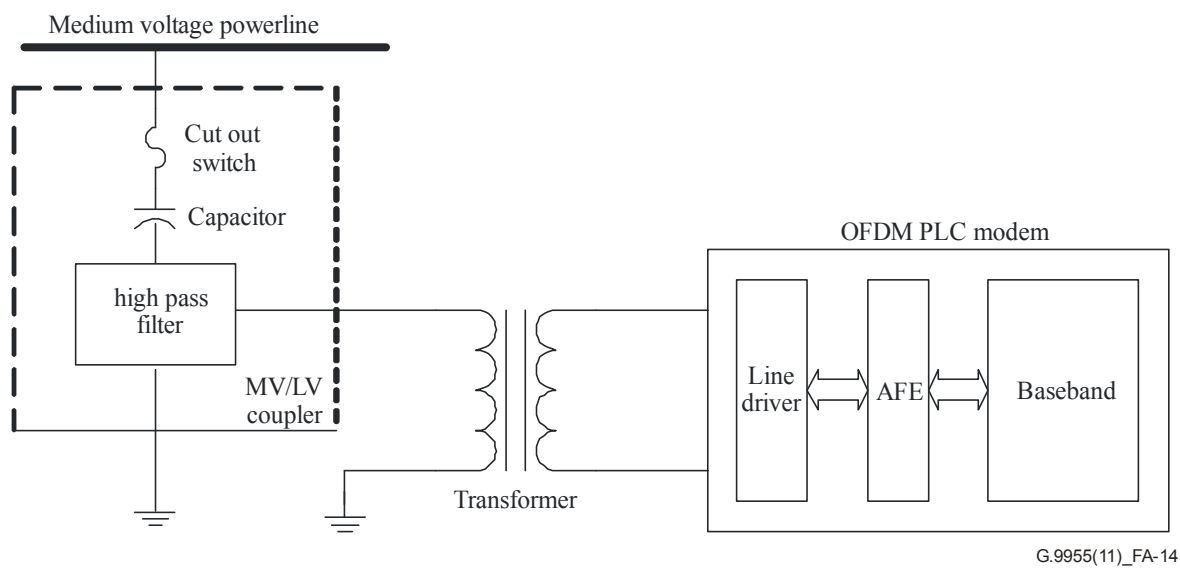 Medium voltage powerline
Cut out
switch
Capacitor
high pass
filter
MV/LV
coupler
Transformer
OFDM PLC modem
Line
driver
AFE
Baseband
G.9955(11)_FA-14